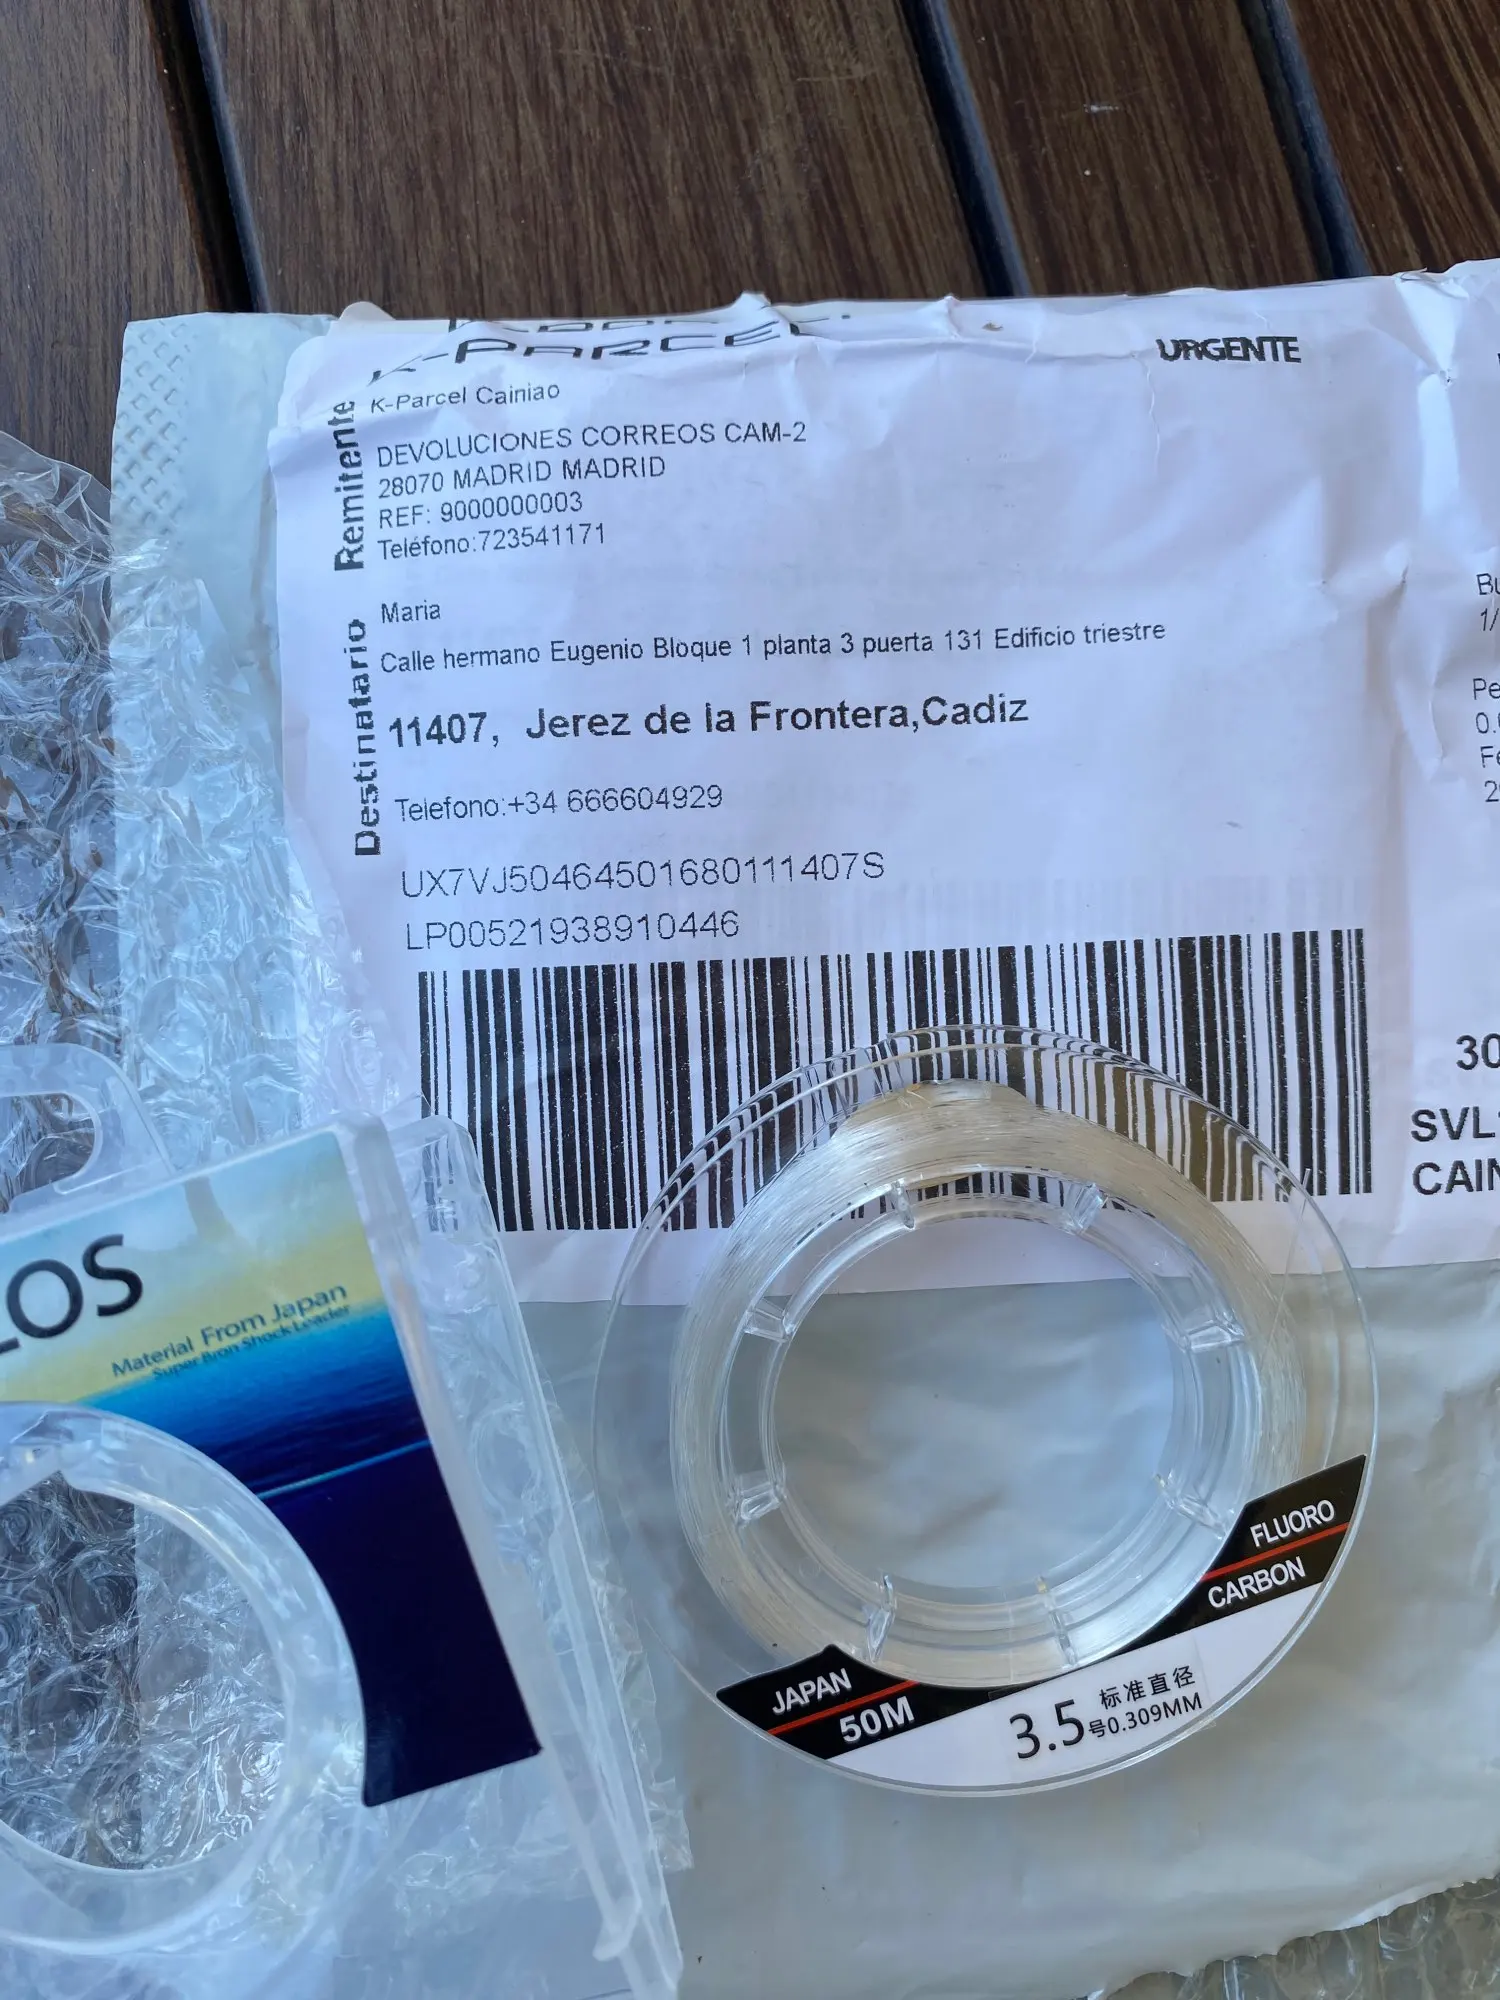 K-PARCEL
URGENTE
Remitente
K-Parcel Cainiao
DEVOLUCIONES CORREOS CAM-2
28070 MADRID MADRID
REF: 9000000003
Teléfono:723541171
Destinatario
Maria
Calle hermano Eugenio Bloque 1 planta 3 puerta 131 Edificio triestre
11407, Jerez de la Frontera,Cadiz
Telefono:+34 666604929
UX7VJ50464501680111407S
LP00521938910446
30
SVL
CAIN
Material From Japan
Super Bron Shock Leader
FLUORO
CARBON
JAPAN
50M
3.5号
标准直径
0.309MM